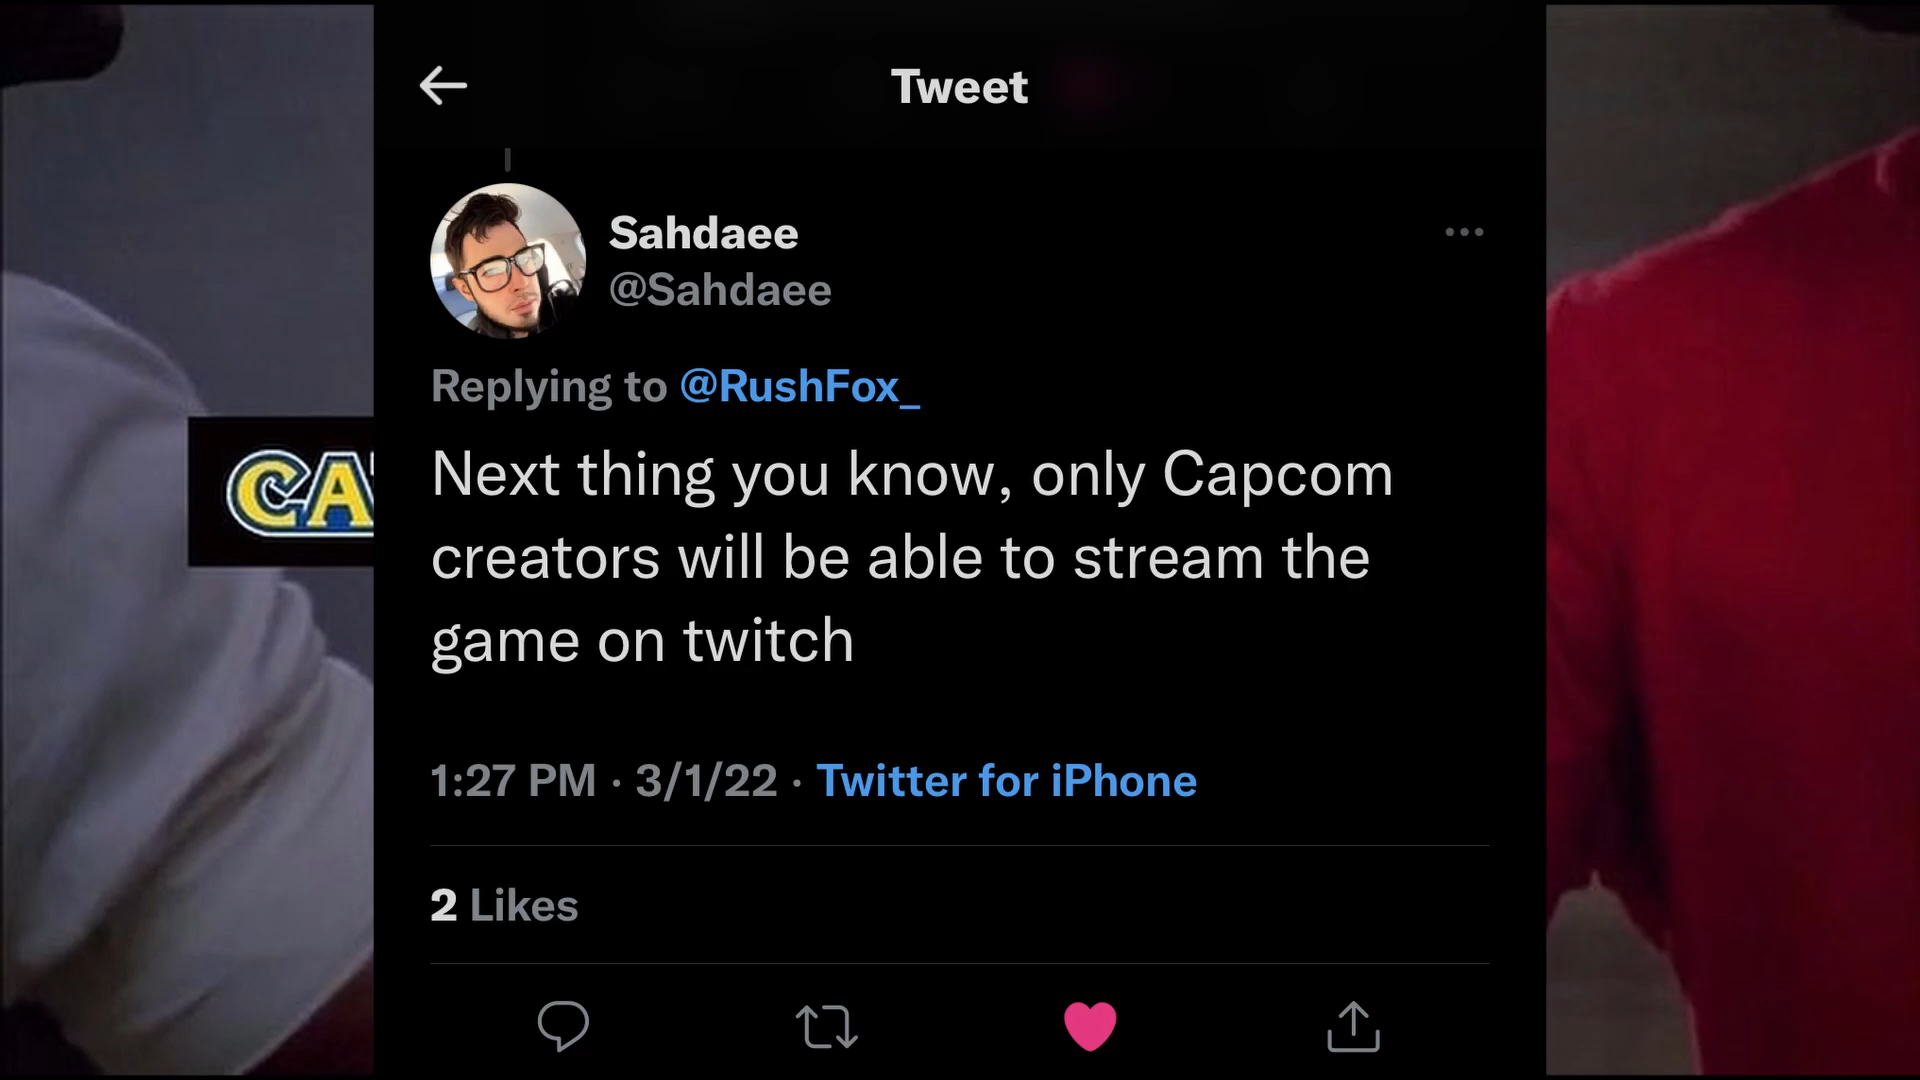 Tweet
Sahdaee
@Sahdaee
Replying to @RushFox_
CA
Next thing you know, only Capcom
creators will be able to stream the
game on twitch
1:27 PM · 3/1/22 · Twitter for iPhone
2 Likes